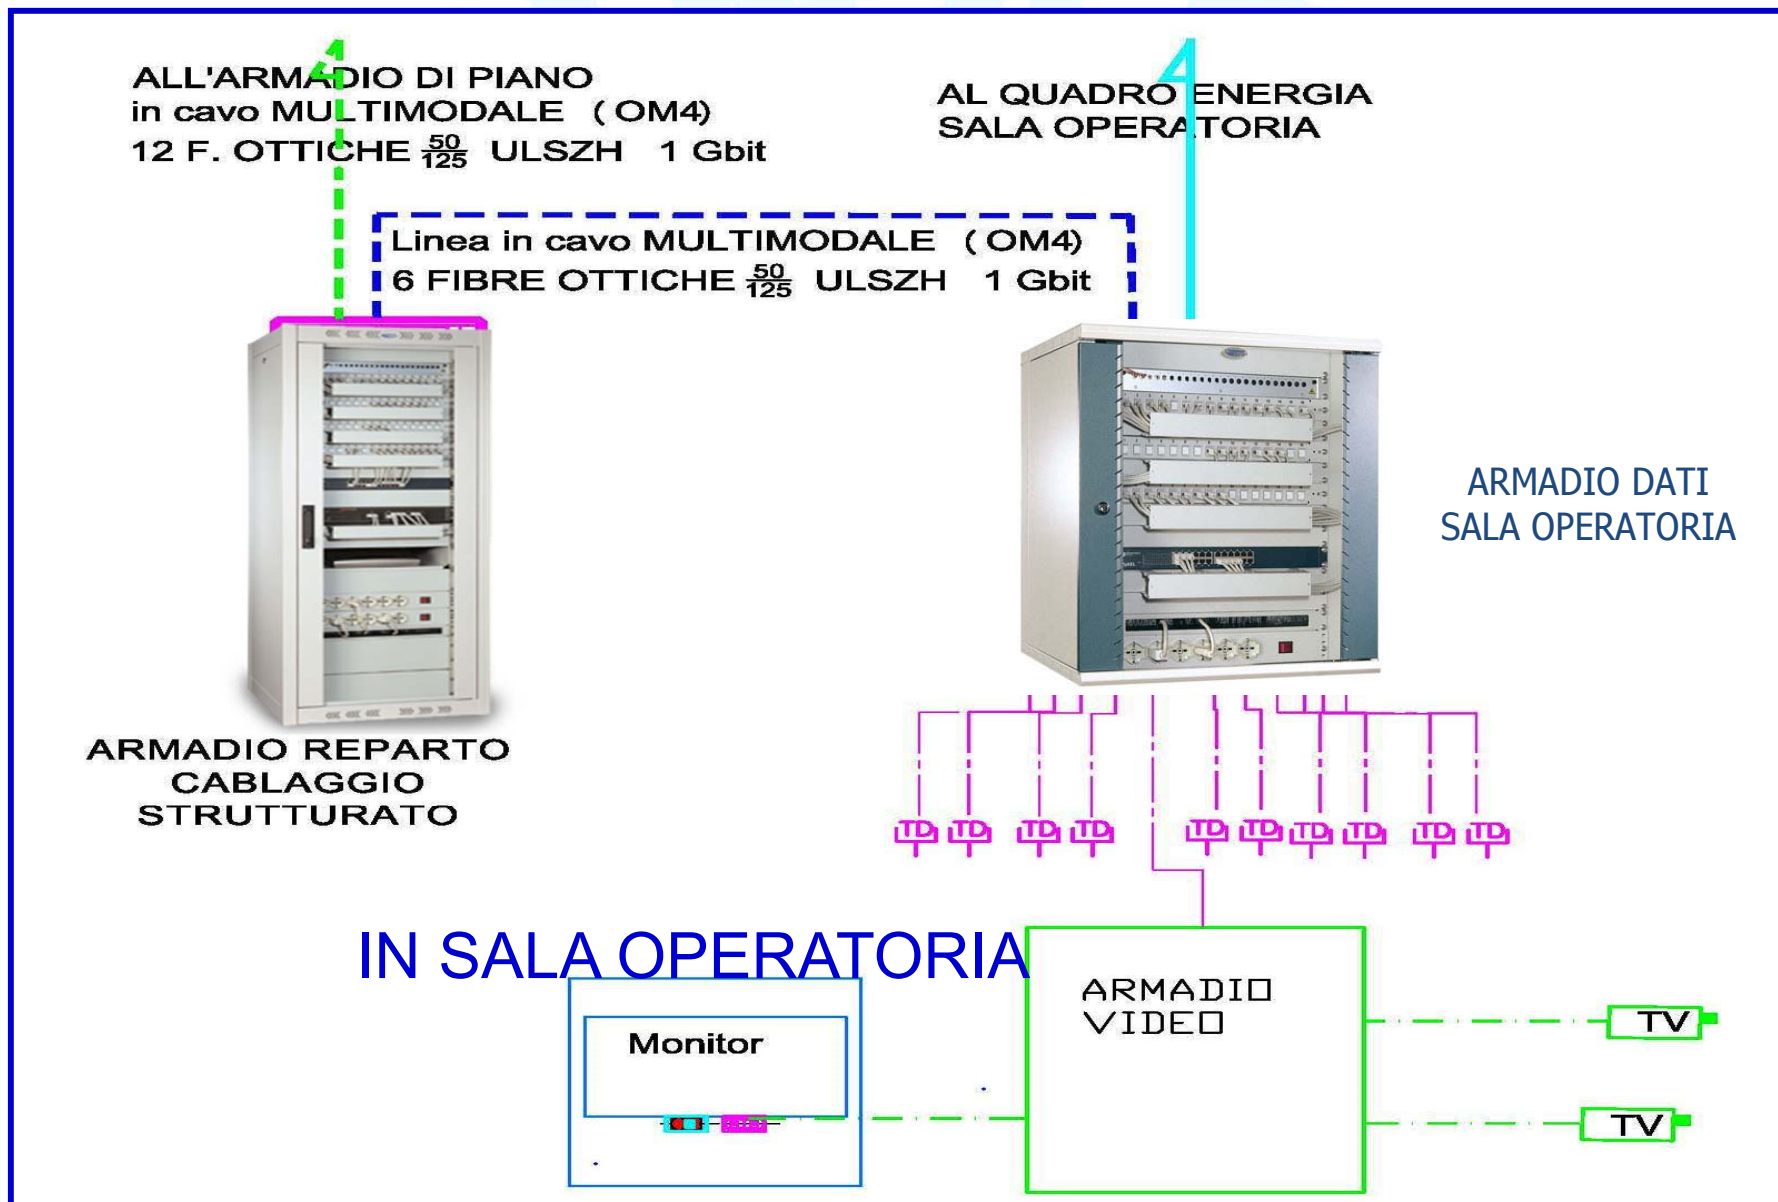 ALL'ARMADIO DI PIANO
in cavo MULTIMODALE ( OM4)
12 F. OTTICHE 50/125 ULSZH 1 Gbit
AL QUADRO ENERGIA
SALA OPERATORIA
Linea in cavo MULTIMODALE ( OM4)
6 FIBRE OTTICHE 50/125 ULSZH 1 Gbit
ARMADIO DATI
SALA OPERATORIA
ARMADIO REPARTO
CABLAGGIO
STRUTTURATO
TD TD TD TD TD TD TD TD TD TD
IN SALA OPERATORIA
ARMADIO
VIDEO
Monitor
TV
TV